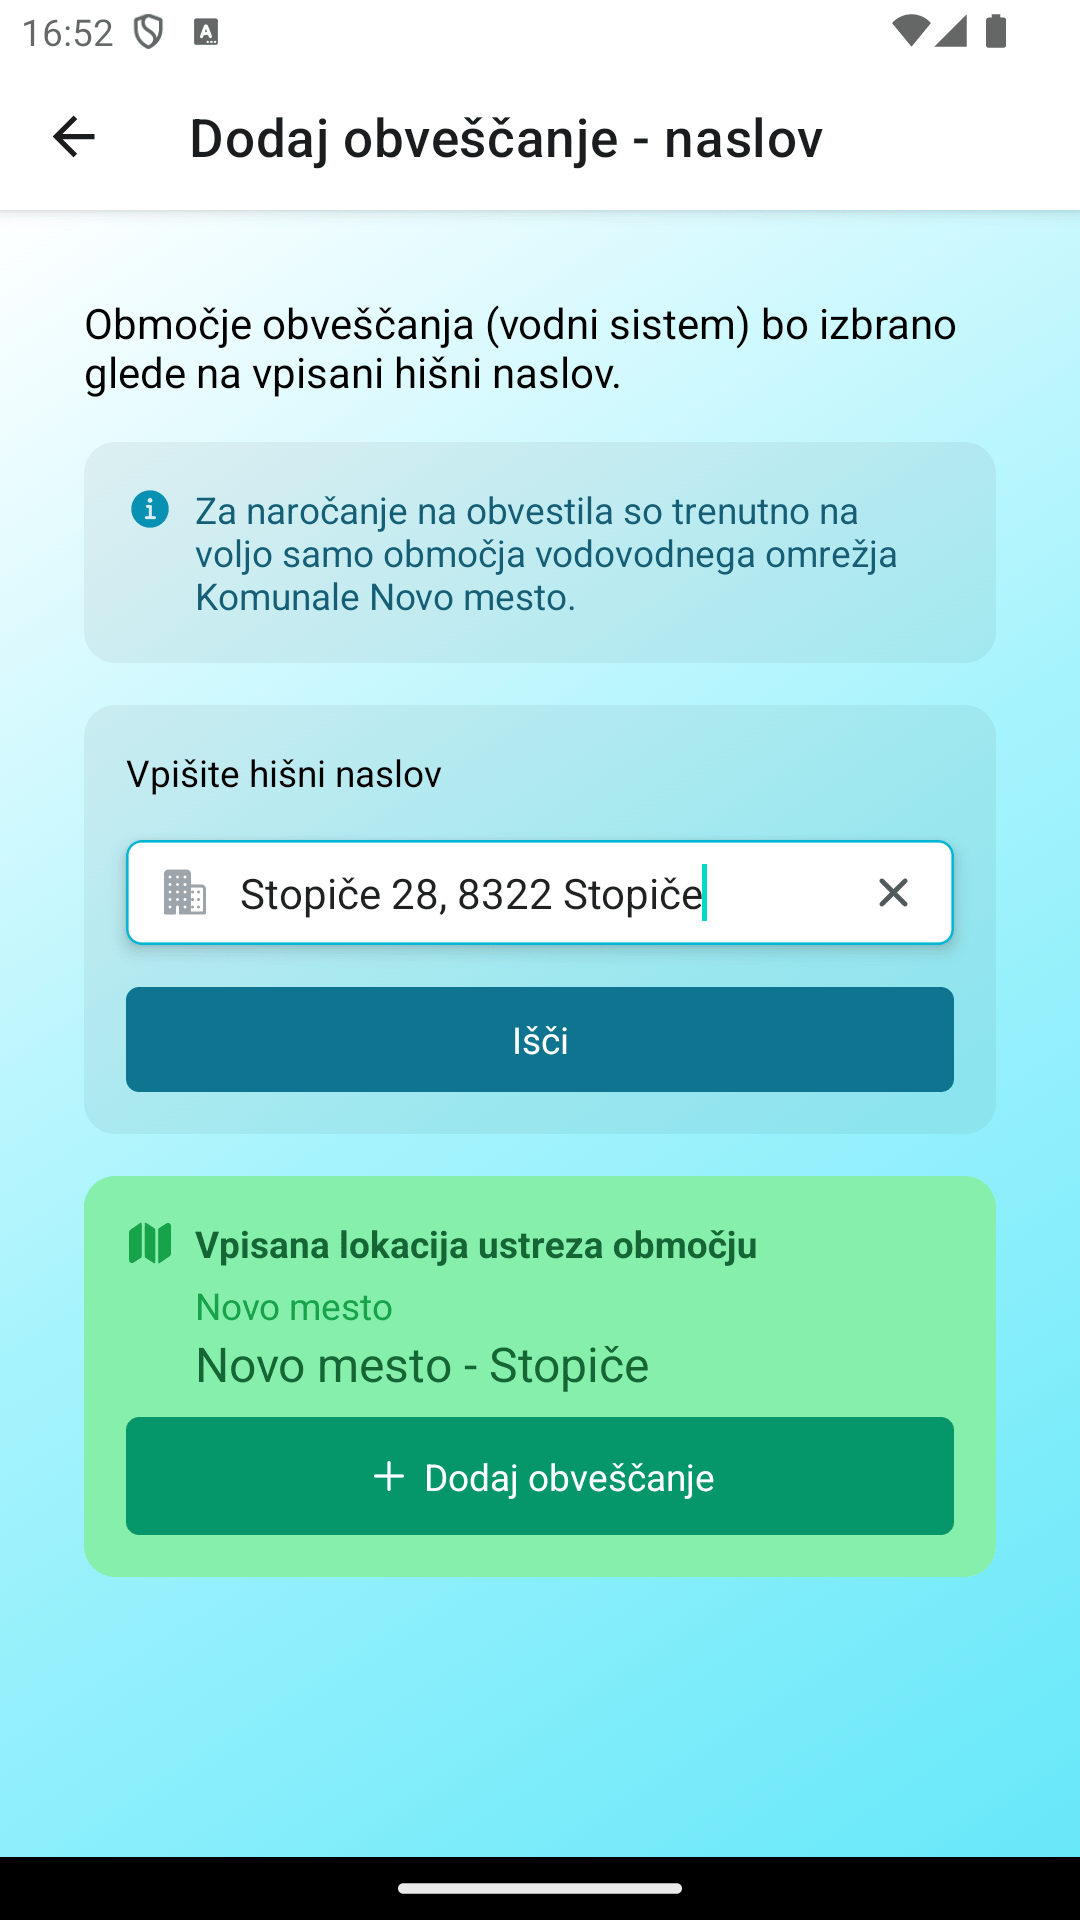 16:52
Dodaj obveščanje - naslov
Območje obveščanja (vodni sistem) bo izbrano
glede na vpisani hišni naslov.
Za naročanje na obvestila so trenutno na
voljo samo območja vodovodnega omrežja
Komunale Novo mesto.
Vpišite hišni naslov
Stopiče 28, 8322 Stopiče
Išči
Vpisana lokacija ustreza območju
Novo mesto
Novo mesto - Stopiče
Dodaj obveščanje